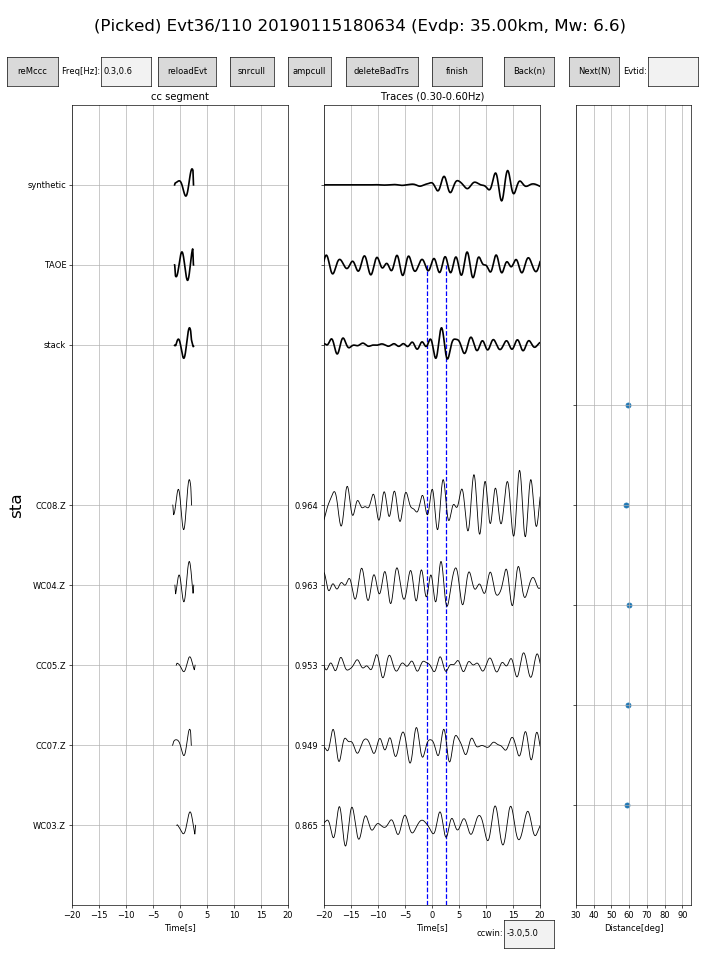 (Picked) Evt36/110 20190115180634 (Evdp: 35.00km, Mw: 6.6)
reMccc Freq[Hz]: 0.3,0.6 reloadEvt snrcull ampcull deleteBadTrs finish Back(n) Next(N) Evtid:
cc segment Traces (0.30-0.60Hz)
synthetic
TAOE
stack
sta
CC08.Z 0.964
WC04.Z 0.963
CC05.Z 0.953
CC07.Z 0.949
WC03.Z 0.865
−20 −15 −10 −5 0 5 10 15 20 −20 −15 −10 −5 0 5 10 15 20 30 40 50 60 70 80 90
Time[s] Time[s] Distance[deg]
ccwin: -3.0,5.0